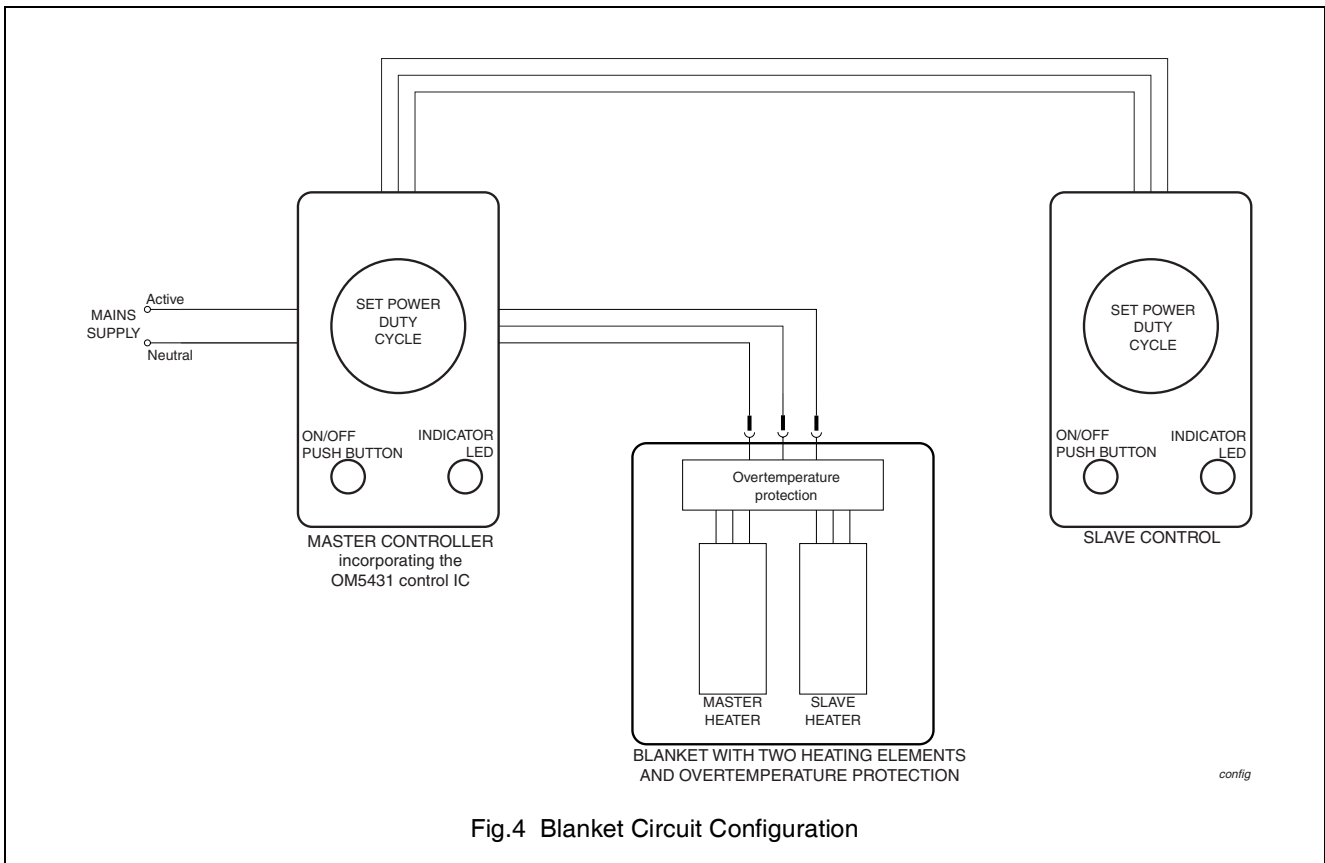 MAINS
SUPPLY
Active
Neutral
SET POWER
DUTY
CYCLE
ON/OFF
PUSH BUTTON
INDICATOR
LED
MASTER CONTROLLER
incorporating the
OM5431 control IC
Overtemperature
protection
MASTER
HEATER
SLAVE
HEATER
BLANKET WITH TWO HEATING ELEMENTS
AND OVERTEMPERATURE PROTECTION
SET POWER
DUTY
CYCLE
ON/OFF
PUSH BUTTON
INDICATOR
LED
SLAVE CONTROL
config
Fig.4 Blanket Circuit Configuration